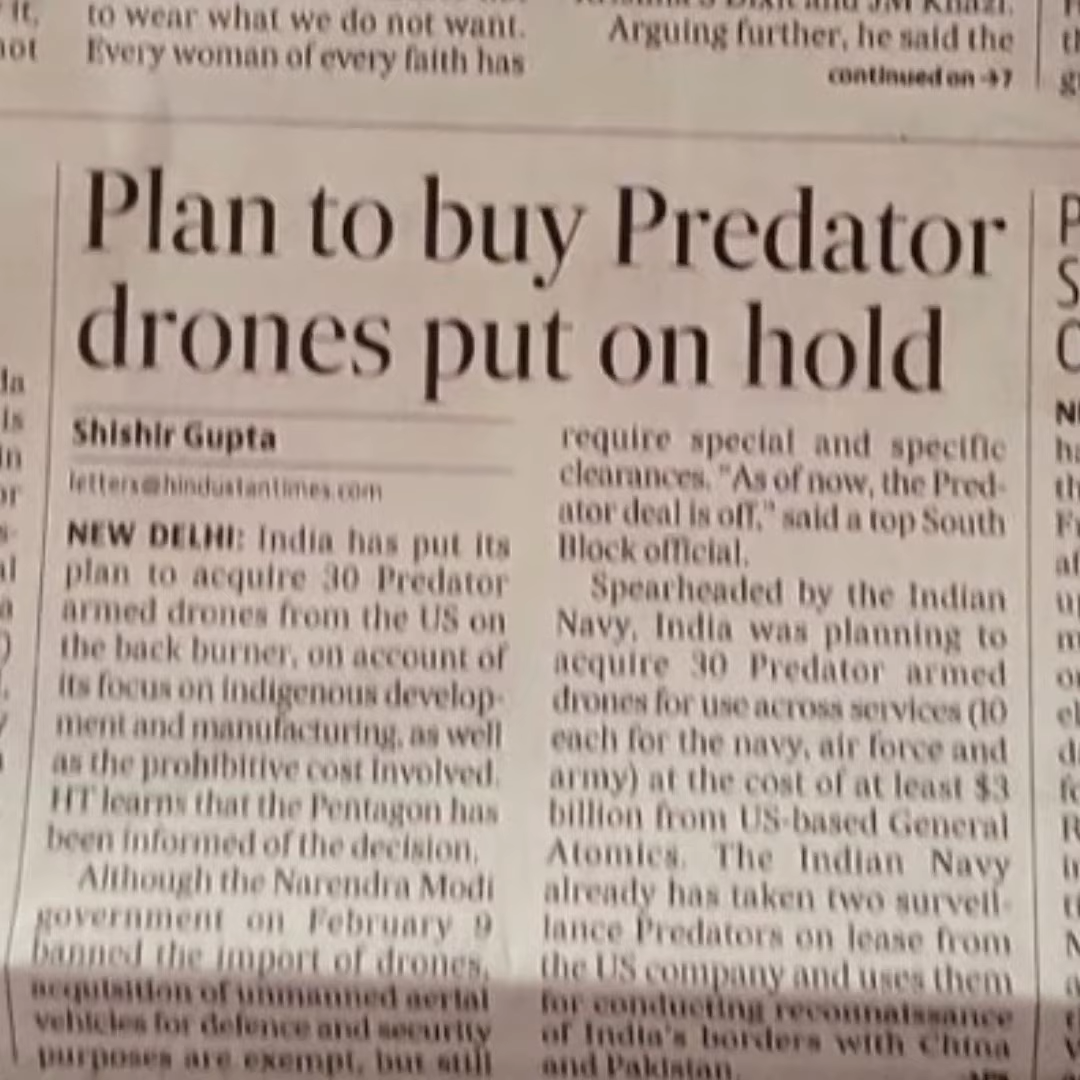 it,
not
to wear what we do not want.
Every woman of every faith has
Arguing further, he said the
continued on →7
Plan to buy Predator
drones put on hold
Shishir Gupta
letters@hindustantimes.com
NEW DELHI: India has put its
plan to acquire 30 Predator
armed drones from the US on
the back burner, on account of
its focus on indigenous develop-
ment and manufacturing, as well
as the prohibitive cost involved.
HT learns that the Pentagon has
been informed of the decision.
Although the Narendra Modi
government on February 9
banned the import of drones,
acquisition of unmanned aerial
vehicles for defence and security
purposes are exempt, but still
require special and specific
clearances. "As of now, the Pred-
ator deal is off," said a top South
Block official.
Spearheaded by the Indian
Navy, India was planning to
acquire 30 Predator armed
drones for use across services (10
each for the navy, air force and
army) at the cost of at least $3
billion from US-based General
Atomics. The Indian Navy
already has taken two surveil-
lance Predators on lease from
the US company and uses them
for conducting reconnaissance
of India's borders with China
and Pakistan.